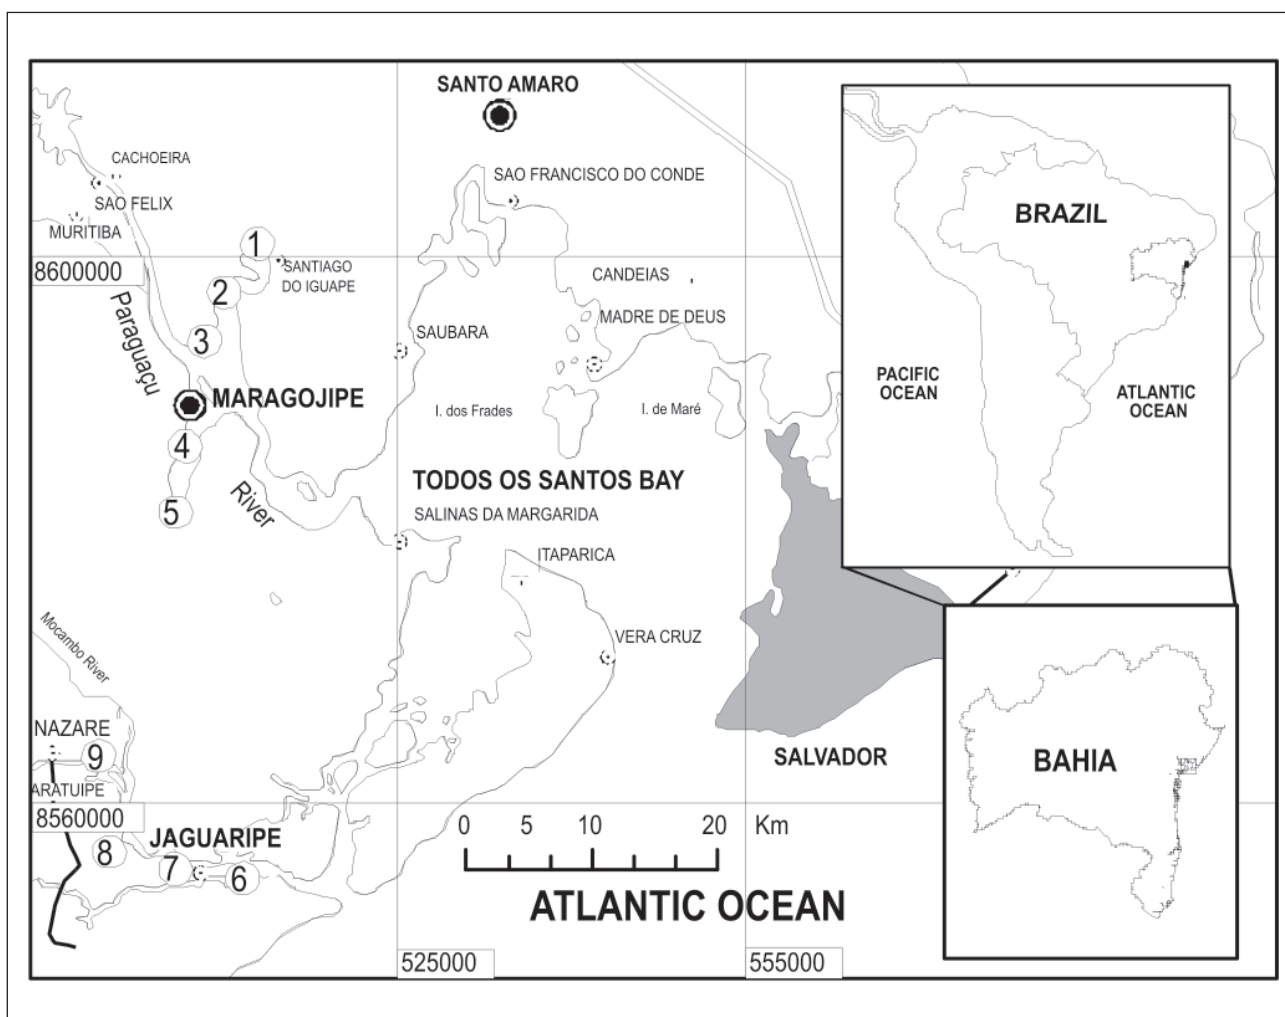 SANTO AMARO
CACHOEIRA
SAO FELIX
MURITIBA
SAO FRANCISCO DO CONDE
1
8600000
SANTIAGO
DO IGUAPE
CANDEIAS
2
Paraguaçu
MADRE DE DEUS
3
SAUBARA
MARAGOJIPE
I. dos Frades
I. de Maré
4
TODOS OS SANTOS BAY
5
River
SALINAS DA MARGARIDA
ITAPARICA
Mocambo River
VERA CRUZ
NAZARE
9
SALVADOR
ARATUIPE
8560000
JAGUARIPE
8
7
6
0 5 10 20 Km
ATLANTIC OCEAN
525000
555000
BRAZIL
PACIFIC
OCEAN
ATLANTIC
OCEAN
BAHIA